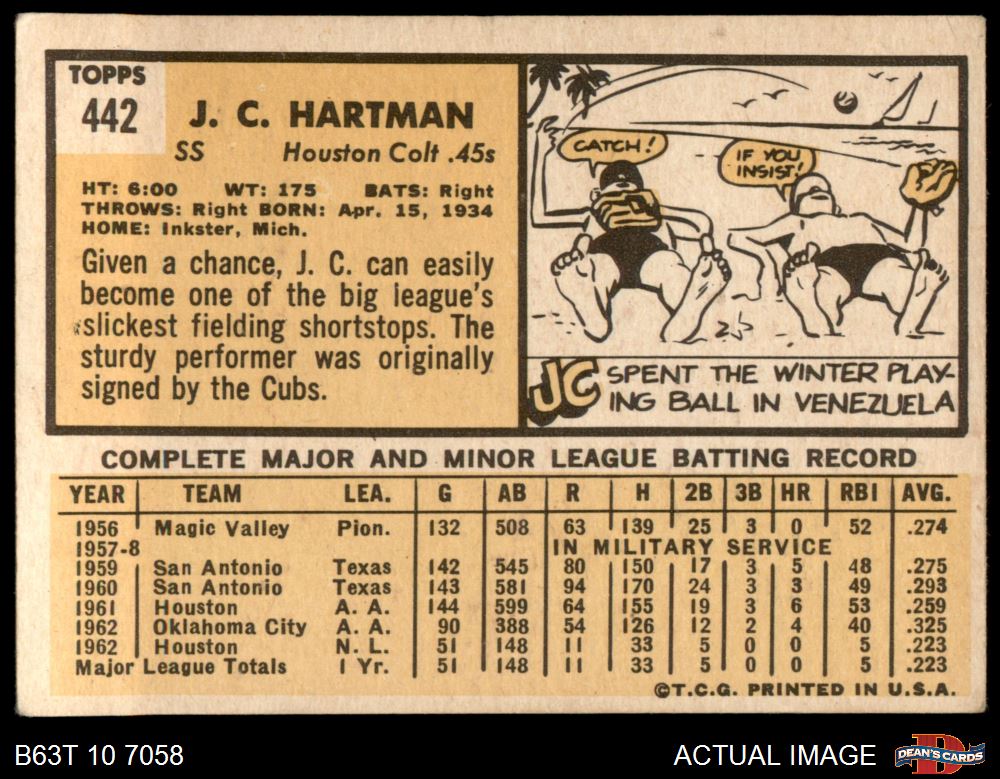 TOPPS
442
J. C. HARTMAN
SS Houston Colt .45s
HT: 6:00 WT: 175 BATS: Right
THROWS: Right BORN: Apr. 15, 1934
HOME: Inkster, Mich.
Given a chance, J. C. can easily
become one of the big league's
slickest fielding shortstops. The
sturdy performer was originally
signed by the Cubs.
CATCH!
IF YOU
INSIST!
JC SPENT THE WINTER PLAY-
ING BALL IN VENEZUELA
COMPLETE MAJOR AND MINOR LEAGUE BATTING RECORD
YEAR TEAM LEA. G AB R H 2B 3B HR RBI AVG.
1956 Magic Valley Pion. 132 508 63 139 25 3 0 52 .274
1957-8 IN MILITARY SERVICE
1959 San Antonio Texas 142 545 80 150 17 3 5 48 .275
1960 San Antonio Texas 143 581 94 170 24 3 3 49 .293
1961 Houston A. A. 144 599 64 155 19 3 6 53 .259
1962 Oklahoma City A. A. 90 388 54 126 12 2 4 40 .325
1962 Houston N. L. 51 148 11 33 5 0 0 5 .223
Major League Totals 1 Yr. 51 148 11 33 5 0 0 5 .223
©T.C.G. PRINTED IN U.S.A.
B63T 10 7058
ACTUAL IMAGE
D
DEAN'S CARDS